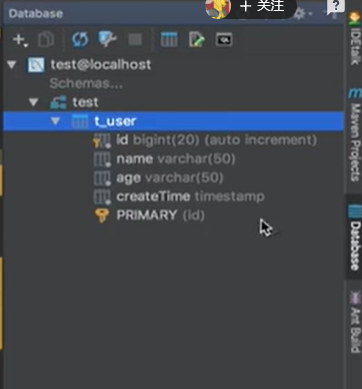 Database
+ 关注
?
test@localhost
Schemas...
test
t_user
id bigint(20) (auto increment)
name varchar(50)
age varchar(50)
createTime timestamp
PRIMARY (id)
IDEtalk
Maven Projects
Database
Ant Build